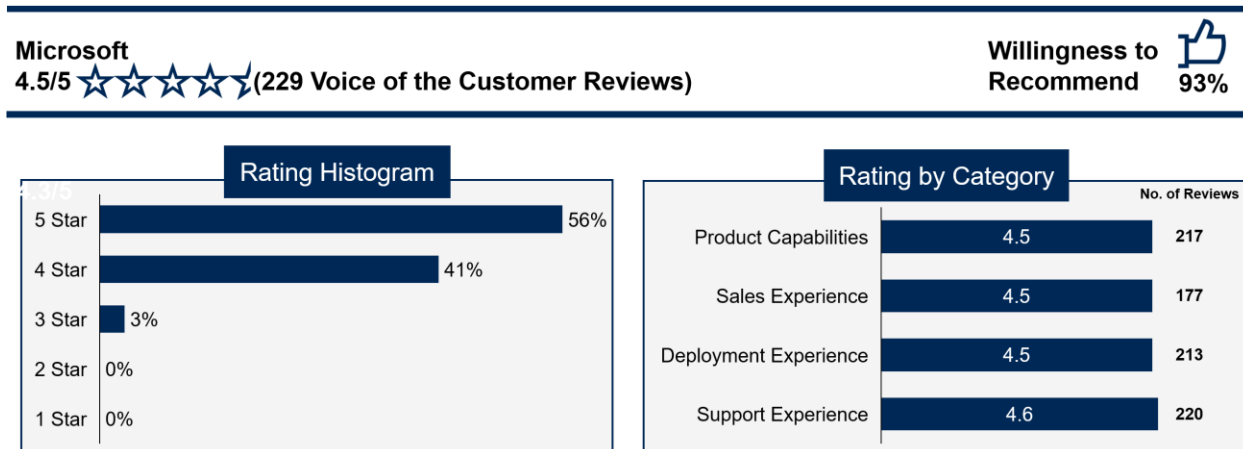 Microsoft
4.5/5 (229 Voice of the Customer Reviews)
Willingness to
Recommend 93%
Rating Histogram
4.3/5
5 Star 56%
4 Star 41%
3 Star 3%
2 Star 0%
1 Star 0%
Rating by Category
No. of Reviews
Product Capabilities 4.5 217
Sales Experience 4.5 177
Deployment Experience 4.5 213
Support Experience 4.6 220